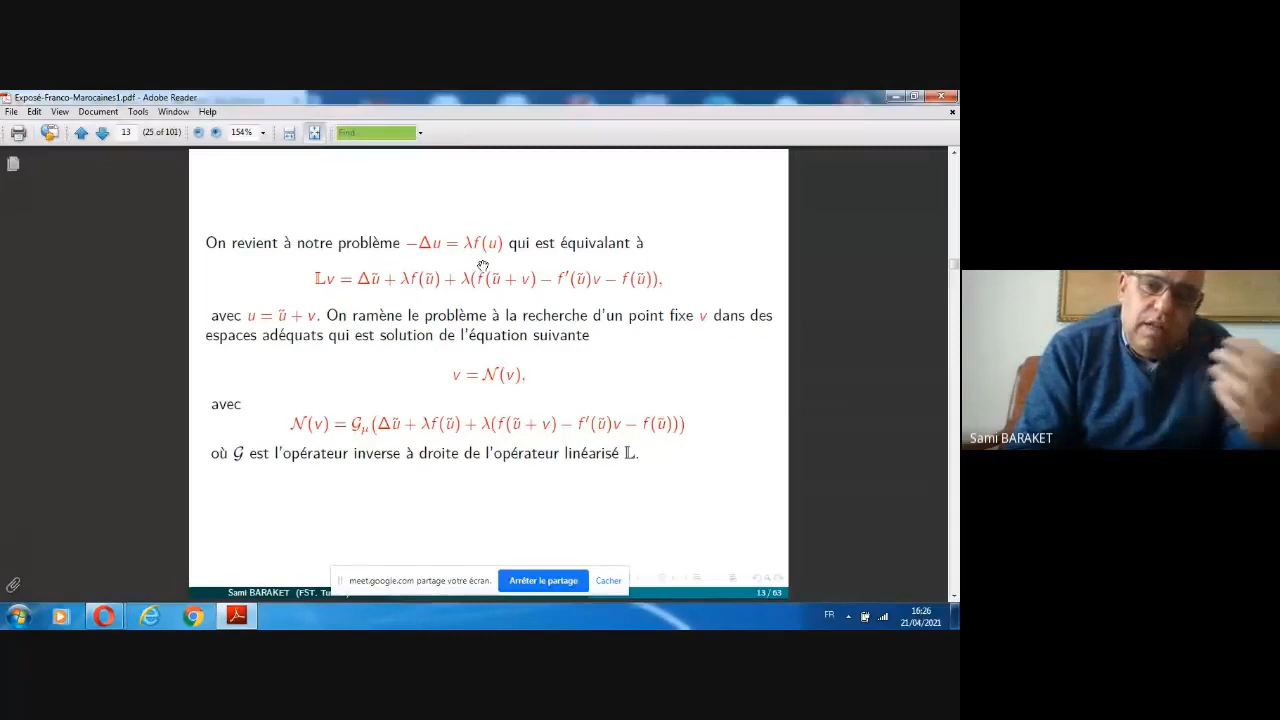 Exposé-Franco-Marocaines1.pdf - Adobe Reader
File Edit View Document Tools Window Help
13 (25 of 101) 154% Find
On revient à notre problème −Δu = λf(u) qui est équivalant à
𝕃v = Δũ + λf(ũ) + λ(f(ũ + v) − f′(ũ)v − f(ũ)),
avec u = ũ + v. On ramène le problème à la recherche d'un point fixe v dans des
espaces adéquats qui est solution de l'équation suivante
v = 𝒩(v),
avec
𝒩(v) = 𝒢μ(Δũ + λf(ũ) + λ(f(ũ + v) − f′(ũ)v − f(ũ)))
où 𝒢 est l'opérateur inverse à droite de l'opérateur linéarisé 𝕃.
Sami BARAKET
meet.google.com partage votre écran. Arrêter le partage Cacher
Sami BARAKET (FST, 13 / 63
FR 16:26
21/04/2021